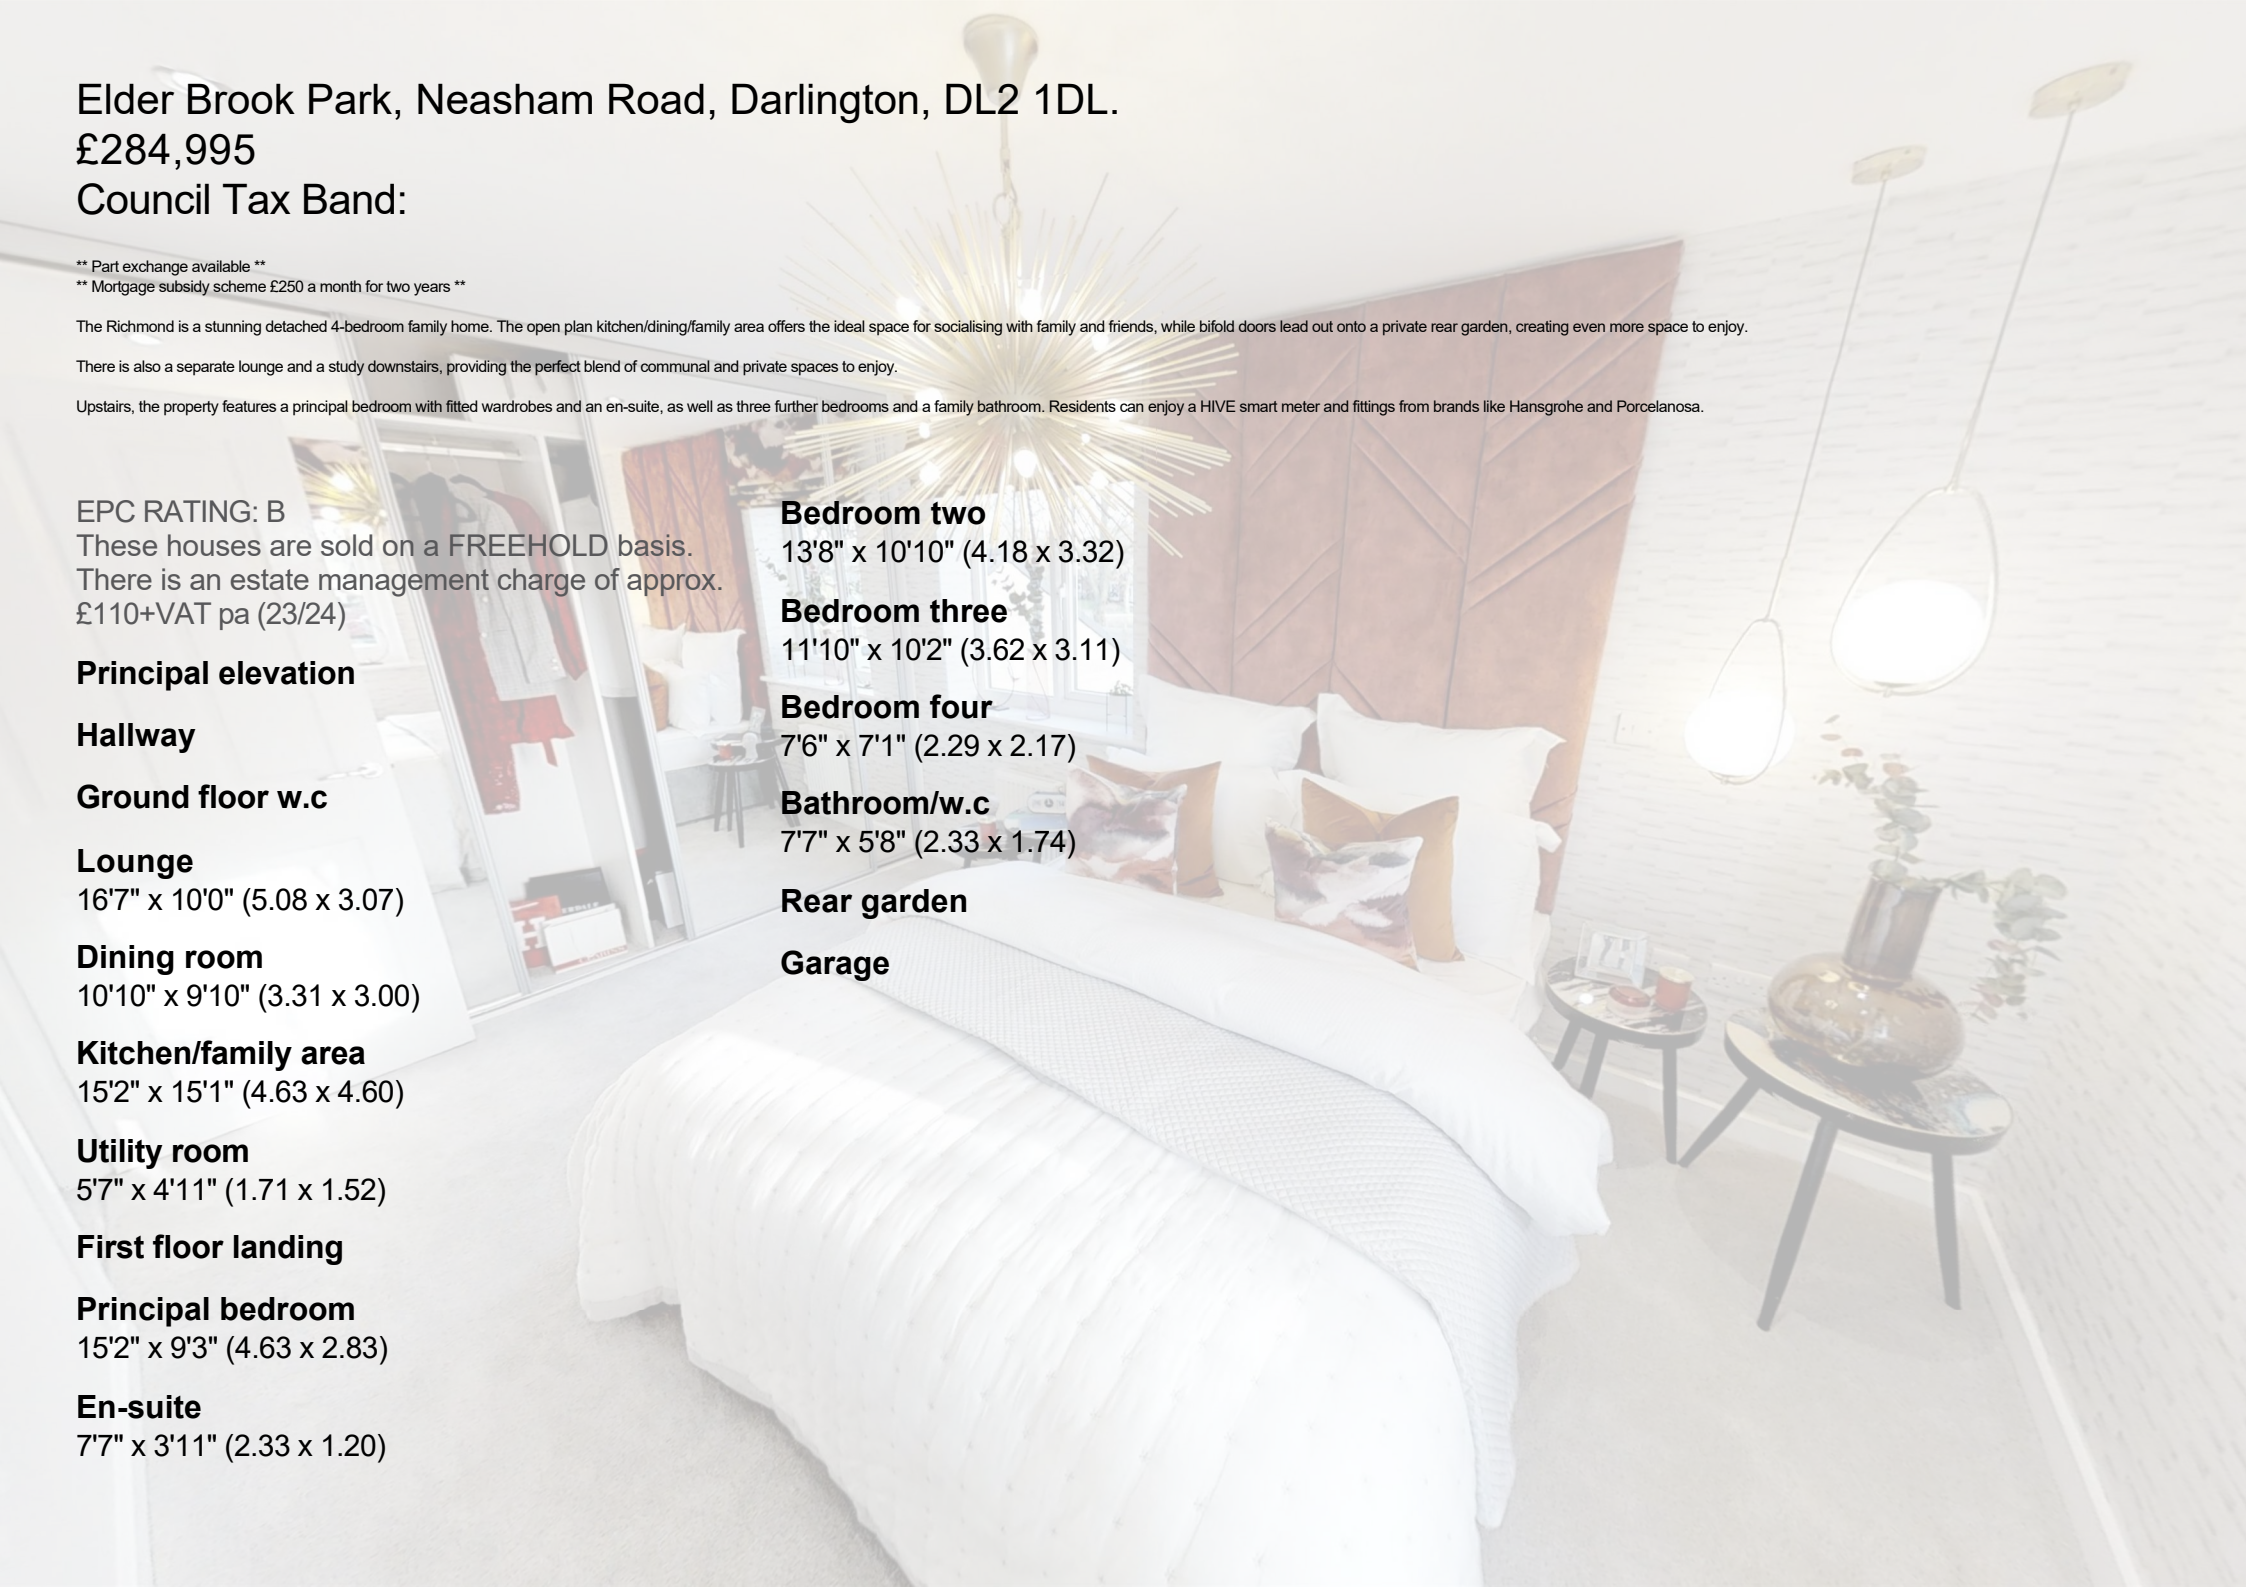 Elder Brook Park, Neasham Road, Darlington, DL2 1DL.
£284,995
Council Tax Band:
** Part exchange available **
** Mortgage subsidy scheme £250 a month for two years **
The Richmond is a stunning detached 4-bedroom family home. The open plan kitchen/dining/family area offers the ideal space for socialising with family and friends, while bifold doors lead out onto a private rear garden, creating even more space to enjoy.
There is also a separate lounge and a study downstairs, providing the perfect blend of communal and private spaces to enjoy.
Upstairs, the property features a principal bedroom with fitted wardrobes and an en-suite, as well as three further bedrooms and a family bathroom. Residents can enjoy a HIVE smart meter and fittings from brands like Hansgrohe and Porcelanosa.
EPC RATING: B
These houses are sold on a FREEHOLD basis.
There is an estate management charge of approx.
£110+VAT pa (23/24)
Principal elevation
Hallway
Ground floor w.c
Lounge
16'7" x 10'0" (5.08 x 3.07)
Dining room
10'10" x 9'10" (3.31 x 3.00)
Kitchen/family area
15'2" x 15'1" (4.63 x 4.60)
Utility room
5'7" x 4'11" (1.71 x 1.52)
First floor landing
Principal bedroom
15'2" x 9'3" (4.63 x 2.83)
En-suite
7'7" x 3'11" (2.33 x 1.20)
Bedroom two
13'8" x 10'10" (4.18 x 3.32)
Bedroom three
11'10" x 10'2" (3.62 x 3.11)
Bedroom four
7'6" x 7'1" (2.29 x 2.17)
Bathroom/w.c
7'7" x 5'8" (2.33 x 1.74)
Rear garden
Garage